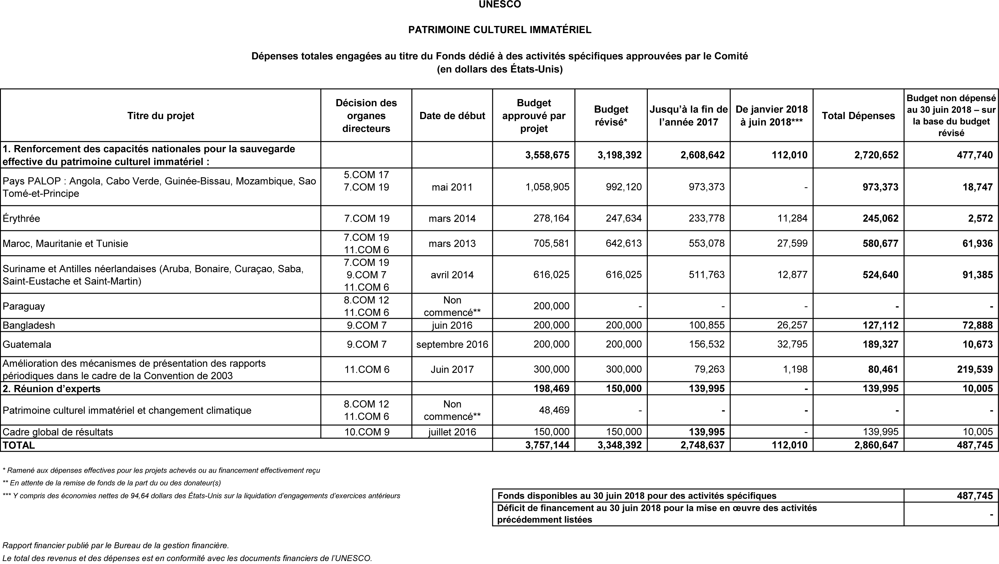 UNESCO
PATRIMOINE CULTUREL IMMATÉRIEL
Dépenses totales engagées au titre du Fonds dédié à des activités spécifiques approuvées par le Comité
(en dollars des États-Unis)
Titre du projet
Décision des
organes
directeurs
Date de début
Budget
approuvé par
projet
Budget
révisé*
Jusqu’à la fin de
l’année 2017
De janvier 2018
à juin 2018***
Total Dépenses
Budget non dépensé
au 30 juin 2018 – sur
la base du budget
révisé
1. Renforcement des capacités nationales pour la sauvegarde
effective du patrimoine culturel immatériel :
3,558,675 3,198,392 2,608,642 112,010 2,720,652 477,740
Pays PALOP : Angola, Cabo Verde, Guinée-Bissau, Mozambique, Sao
Tomé-et-Principe
5.COM 17
7.COM 19
mai 2011 1,058,905 992,120 973,373 - 973,373 18,747
Érythrée 7.COM 19 mars 2014 278,164 247,634 233,778 11,284 245,062 2,572
Maroc, Mauritanie et Tunisie
7.COM 19
11.COM 6
mars 2013 705,581 642,613 553,078 27,599 580,677 61,936
Suriname et Antilles néerlandaises (Aruba, Bonaire, Curaçao, Saba,
Saint-Eustache et Saint-Martin)
7.COM 19
9.COM 7
11.COM 6
avril 2014 616,025 616,025 511,763 12,877 524,640 91,385
Paraguay
8.COM 12
11.COM 6
Non
commencé**
200,000 - - - - -
Bangladesh 9.COM 7 juin 2016 200,000 200,000 100,855 26,257 127,112 72,888
Guatemala 9.COM 7 septembre 2016 200,000 200,000 156,532 32,795 189,327 10,673
Amélioration des mécanismes de présentation des rapports
périodiques dans le cadre de la Convention de 2003
11.COM 6 Juin 2017 300,000 300,000 79,263 1,198 80,461 219,539
2. Réunion d’experts 198,469 150,000 139,995 - 139,995 10,005
Patrimoine culturel immatériel et changement climatique
8.COM 12
11.COM 6
Non
commencé**
48,469 - - - - -
Cadre global de résultats 10.COM 9 juillet 2016 150,000 150,000 139,995 - 139,995 10,005
TOTAL 3,757,144 3,348,392 2,748,637 112,010 2,860,647 487,745
* Ramené aux dépenses effectives pour les projets achevés ou au financement effectivement reçu
** En attente de la remise de fonds de la part du ou des donateur(s)
*** Y compris des économies nettes de 94,64 dollars des États-Unis sur la liquidation d’engagements d’exercices antérieurs
Fonds disponibles au 30 juin 2018 pour des activités spécifiques 487,745
Déficit de financement au 30 juin 2018 pour la mise en œuvre des activités
précédemment listées
-
Rapport financier publié par le Bureau de la gestion financière.
Le total des revenus et des dépenses est en conformité avec les documents financiers de l’UNESCO.